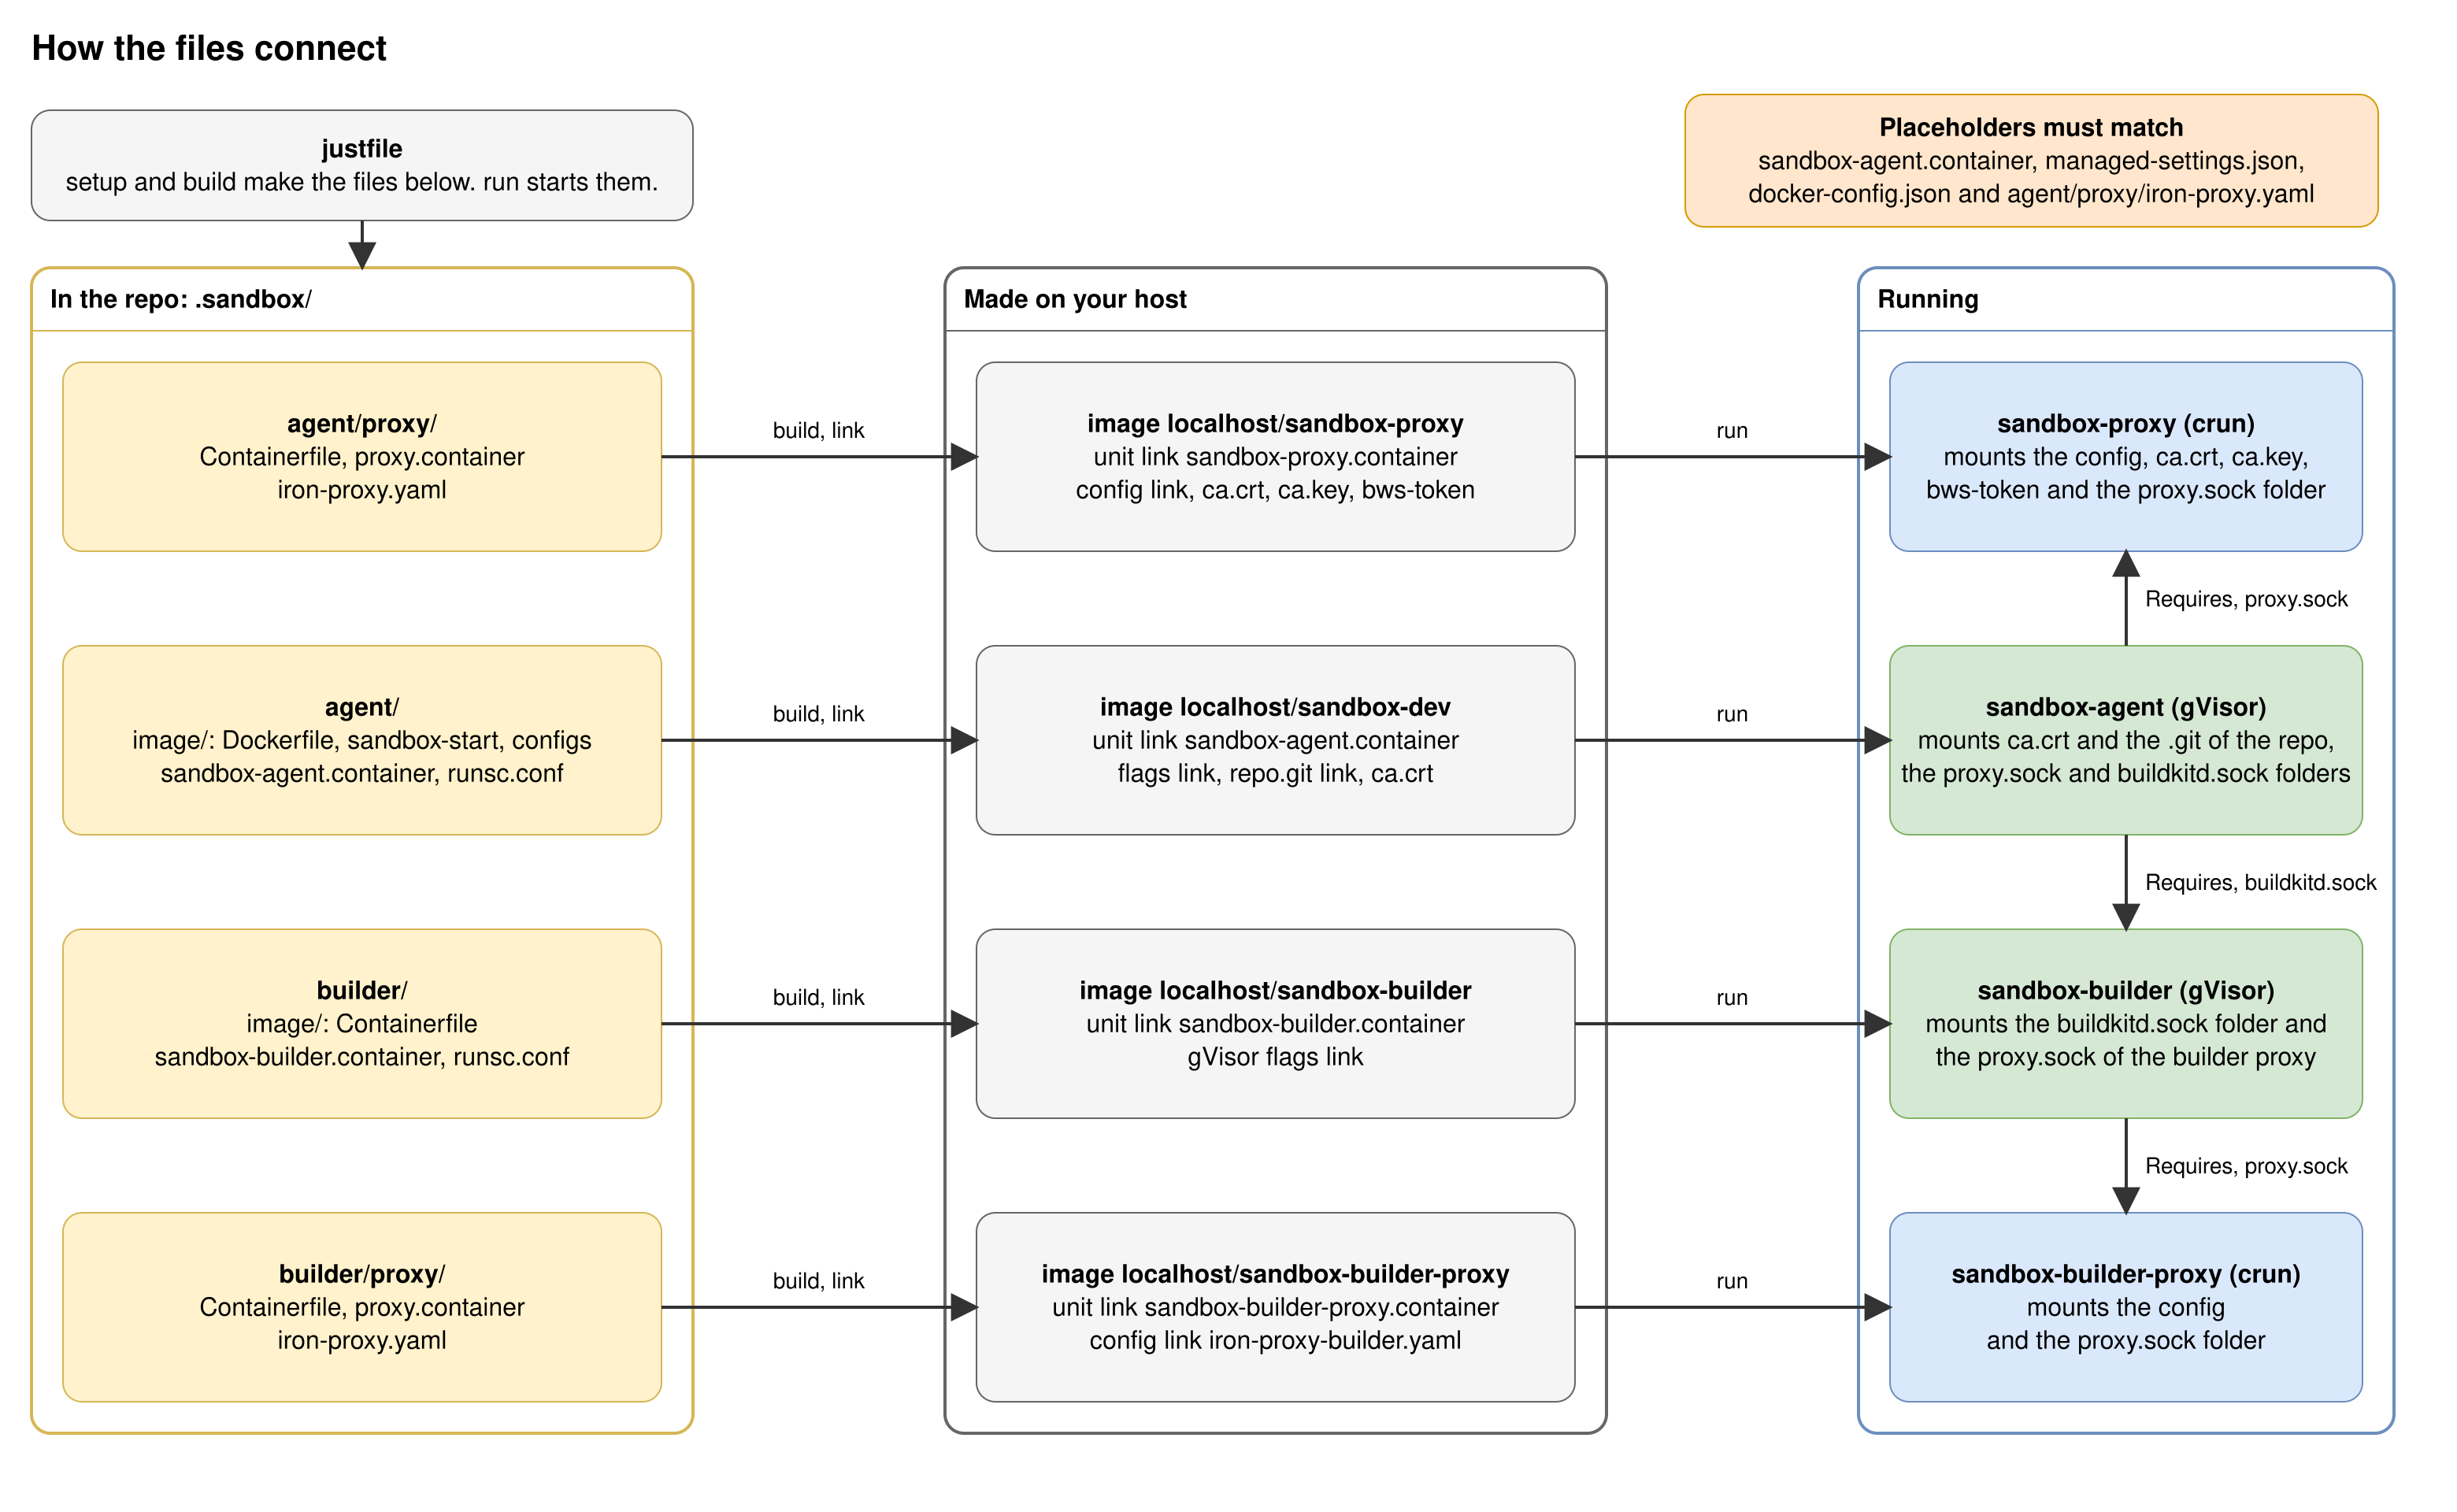 How the files connect
justfile
setup and build make the files below. run starts them.
Placeholders must match
sandbox-agent.container, managed-settings.json,
docker-config.json and agent/proxy/iron-proxy.yaml
In the repo: .sandbox/
Made on your host
Running
agent/proxy/
Containerfile, proxy.container
iron-proxy.yaml
build, link
image localhost/sandbox-proxy
unit link sandbox-proxy.container
config link, ca.crt, ca.key, bws-token
run
sandbox-proxy (crun)
mounts the config, ca.crt, ca.key,
bws-token and the proxy.sock folder
Requires, proxy.sock
agent/
image/: Dockerfile, sandbox-start, configs
sandbox-agent.container, runsc.conf
build, link
image localhost/sandbox-dev
unit link sandbox-agent.container
flags link, repo.git link, ca.crt
run
sandbox-agent (gVisor)
mounts ca.crt and the .git of the repo,
the proxy.sock and buildkitd.sock folders
Requires, buildkitd.sock
builder/
image/: Containerfile
sandbox-builder.container, runsc.conf
build, link
image localhost/sandbox-builder
unit link sandbox-builder.container
gVisor flags link
run
sandbox-builder (gVisor)
mounts the buildkitd.sock folder and
the proxy.sock of the builder proxy
Requires, proxy.sock
builder/proxy/
Containerfile, proxy.container
iron-proxy.yaml
build, link
image localhost/sandbox-builder-proxy
unit link sandbox-builder-proxy.container
config link iron-proxy-builder.yaml
run
sandbox-builder-proxy (crun)
mounts the config
and the proxy.sock folder